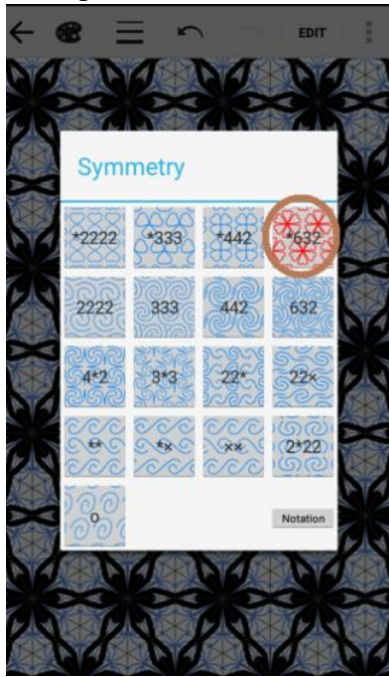 EDIT
Symmetry
*2222 *333 *442 *632
2222 333 442 632
4*2 3*3 22* 22×
** *× ×× 2*22
O
Notation